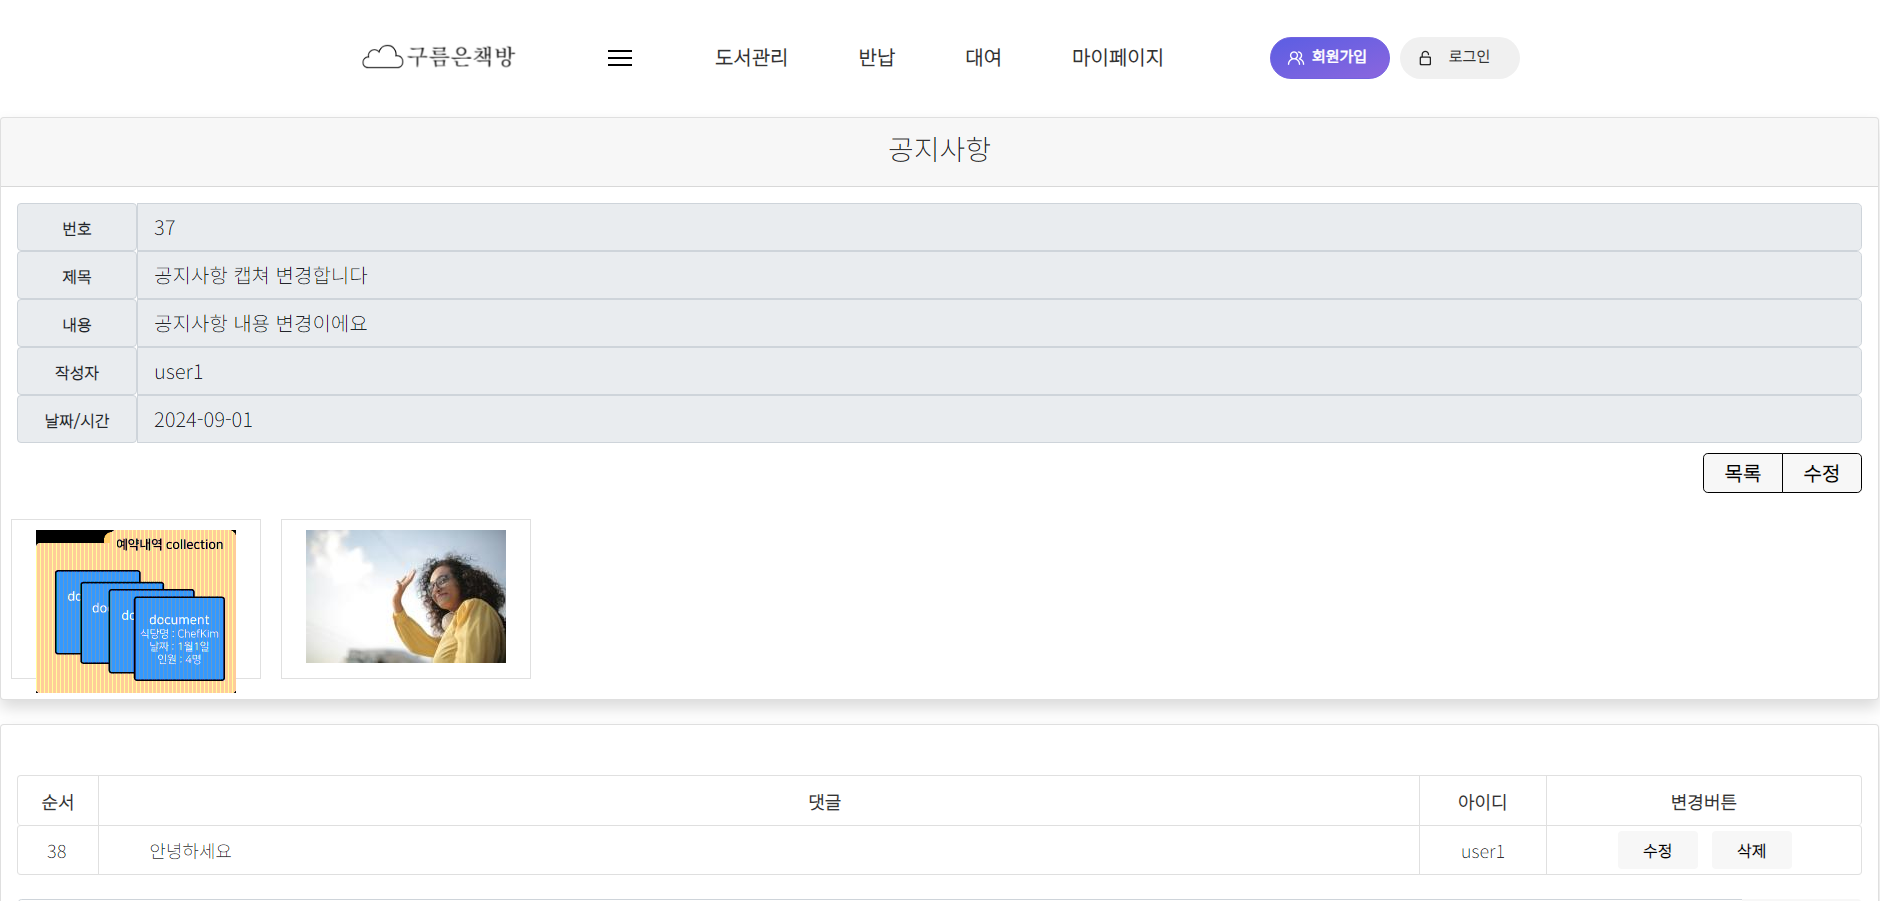 구름은책방
도서관리 반납 대여 마이페이지
회원가입 로그인
공지사항
번호 37
제목 공지사항 캡쳐 변경합니다
내용 공지사항 내용 변경이에요
작성자 user1
날짜/시간 2024-09-01
목록 수정
예약내역 collection
do
do
do
document
식당명 : ChefKim
날짜 : 1월1일
인원 : 4명
순서 댓글 아이디 변경버튼
38 안녕하세요 user1 수정 삭제